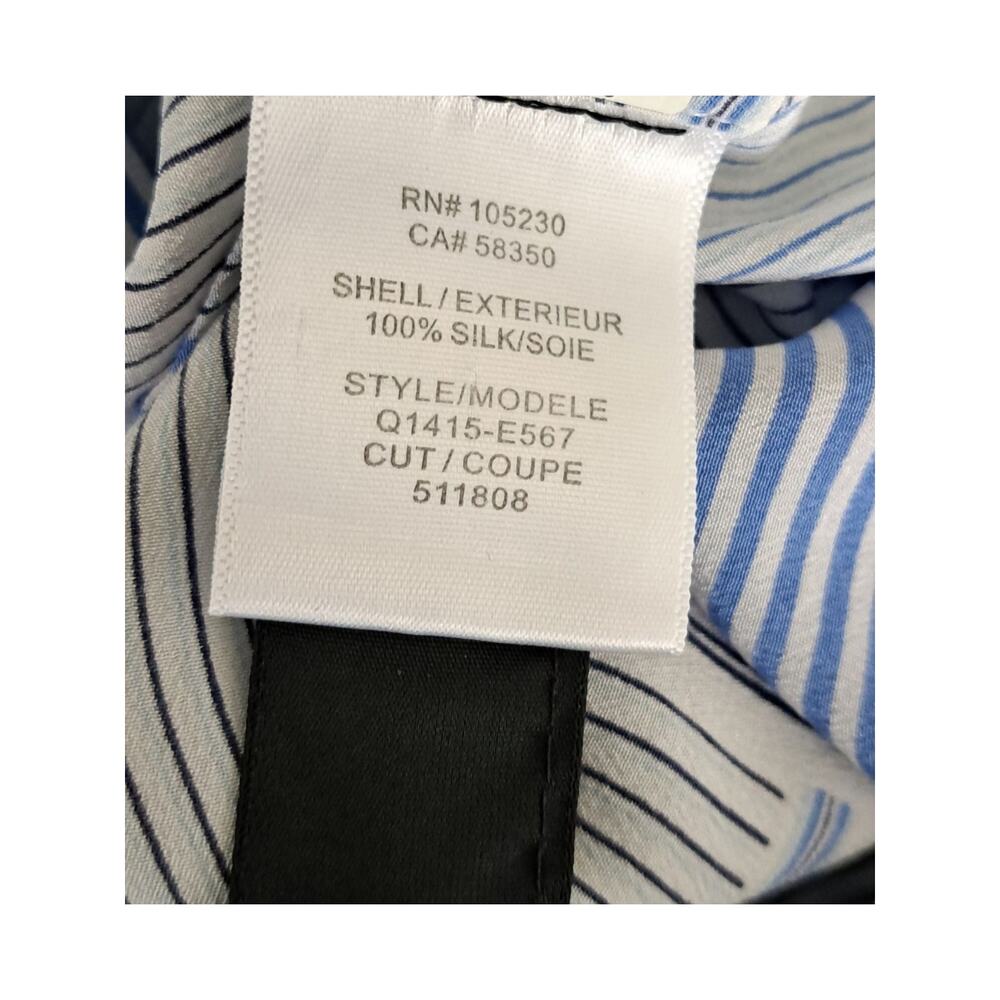 RN# 105230
CA# 58350
SHELL / EXTERIEUR
100% SILK/SOIE
STYLE/MODELE
Q1415-E567
CUT / COUPE
511808